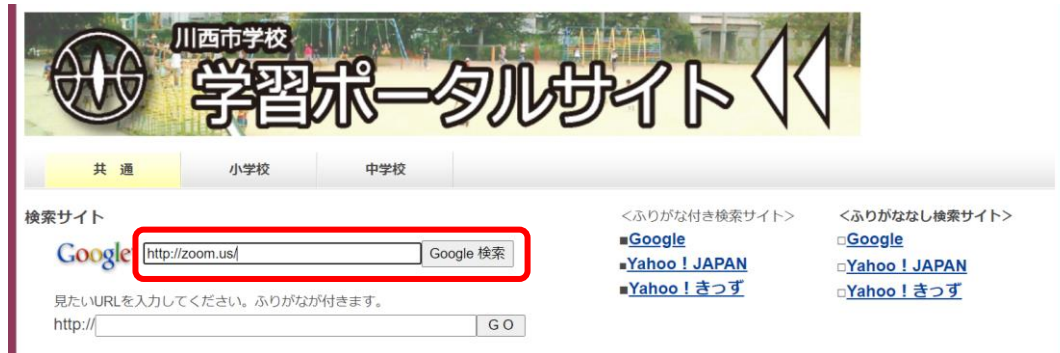 川西市学校
学習ポータルサイト
共 通 小学校 中学校
検索サイト
Google http://zoom.us/ Google 検索
見たいURLを入力してください。ふりがなが付きます。
http:// G O
<ふりがな付き検索サイト>
■Google
■Yahoo！JAPAN
■Yahoo！きっず
<ふりがななし検索サイト>
□Google
□Yahoo！JAPAN
□Yahoo！きっず